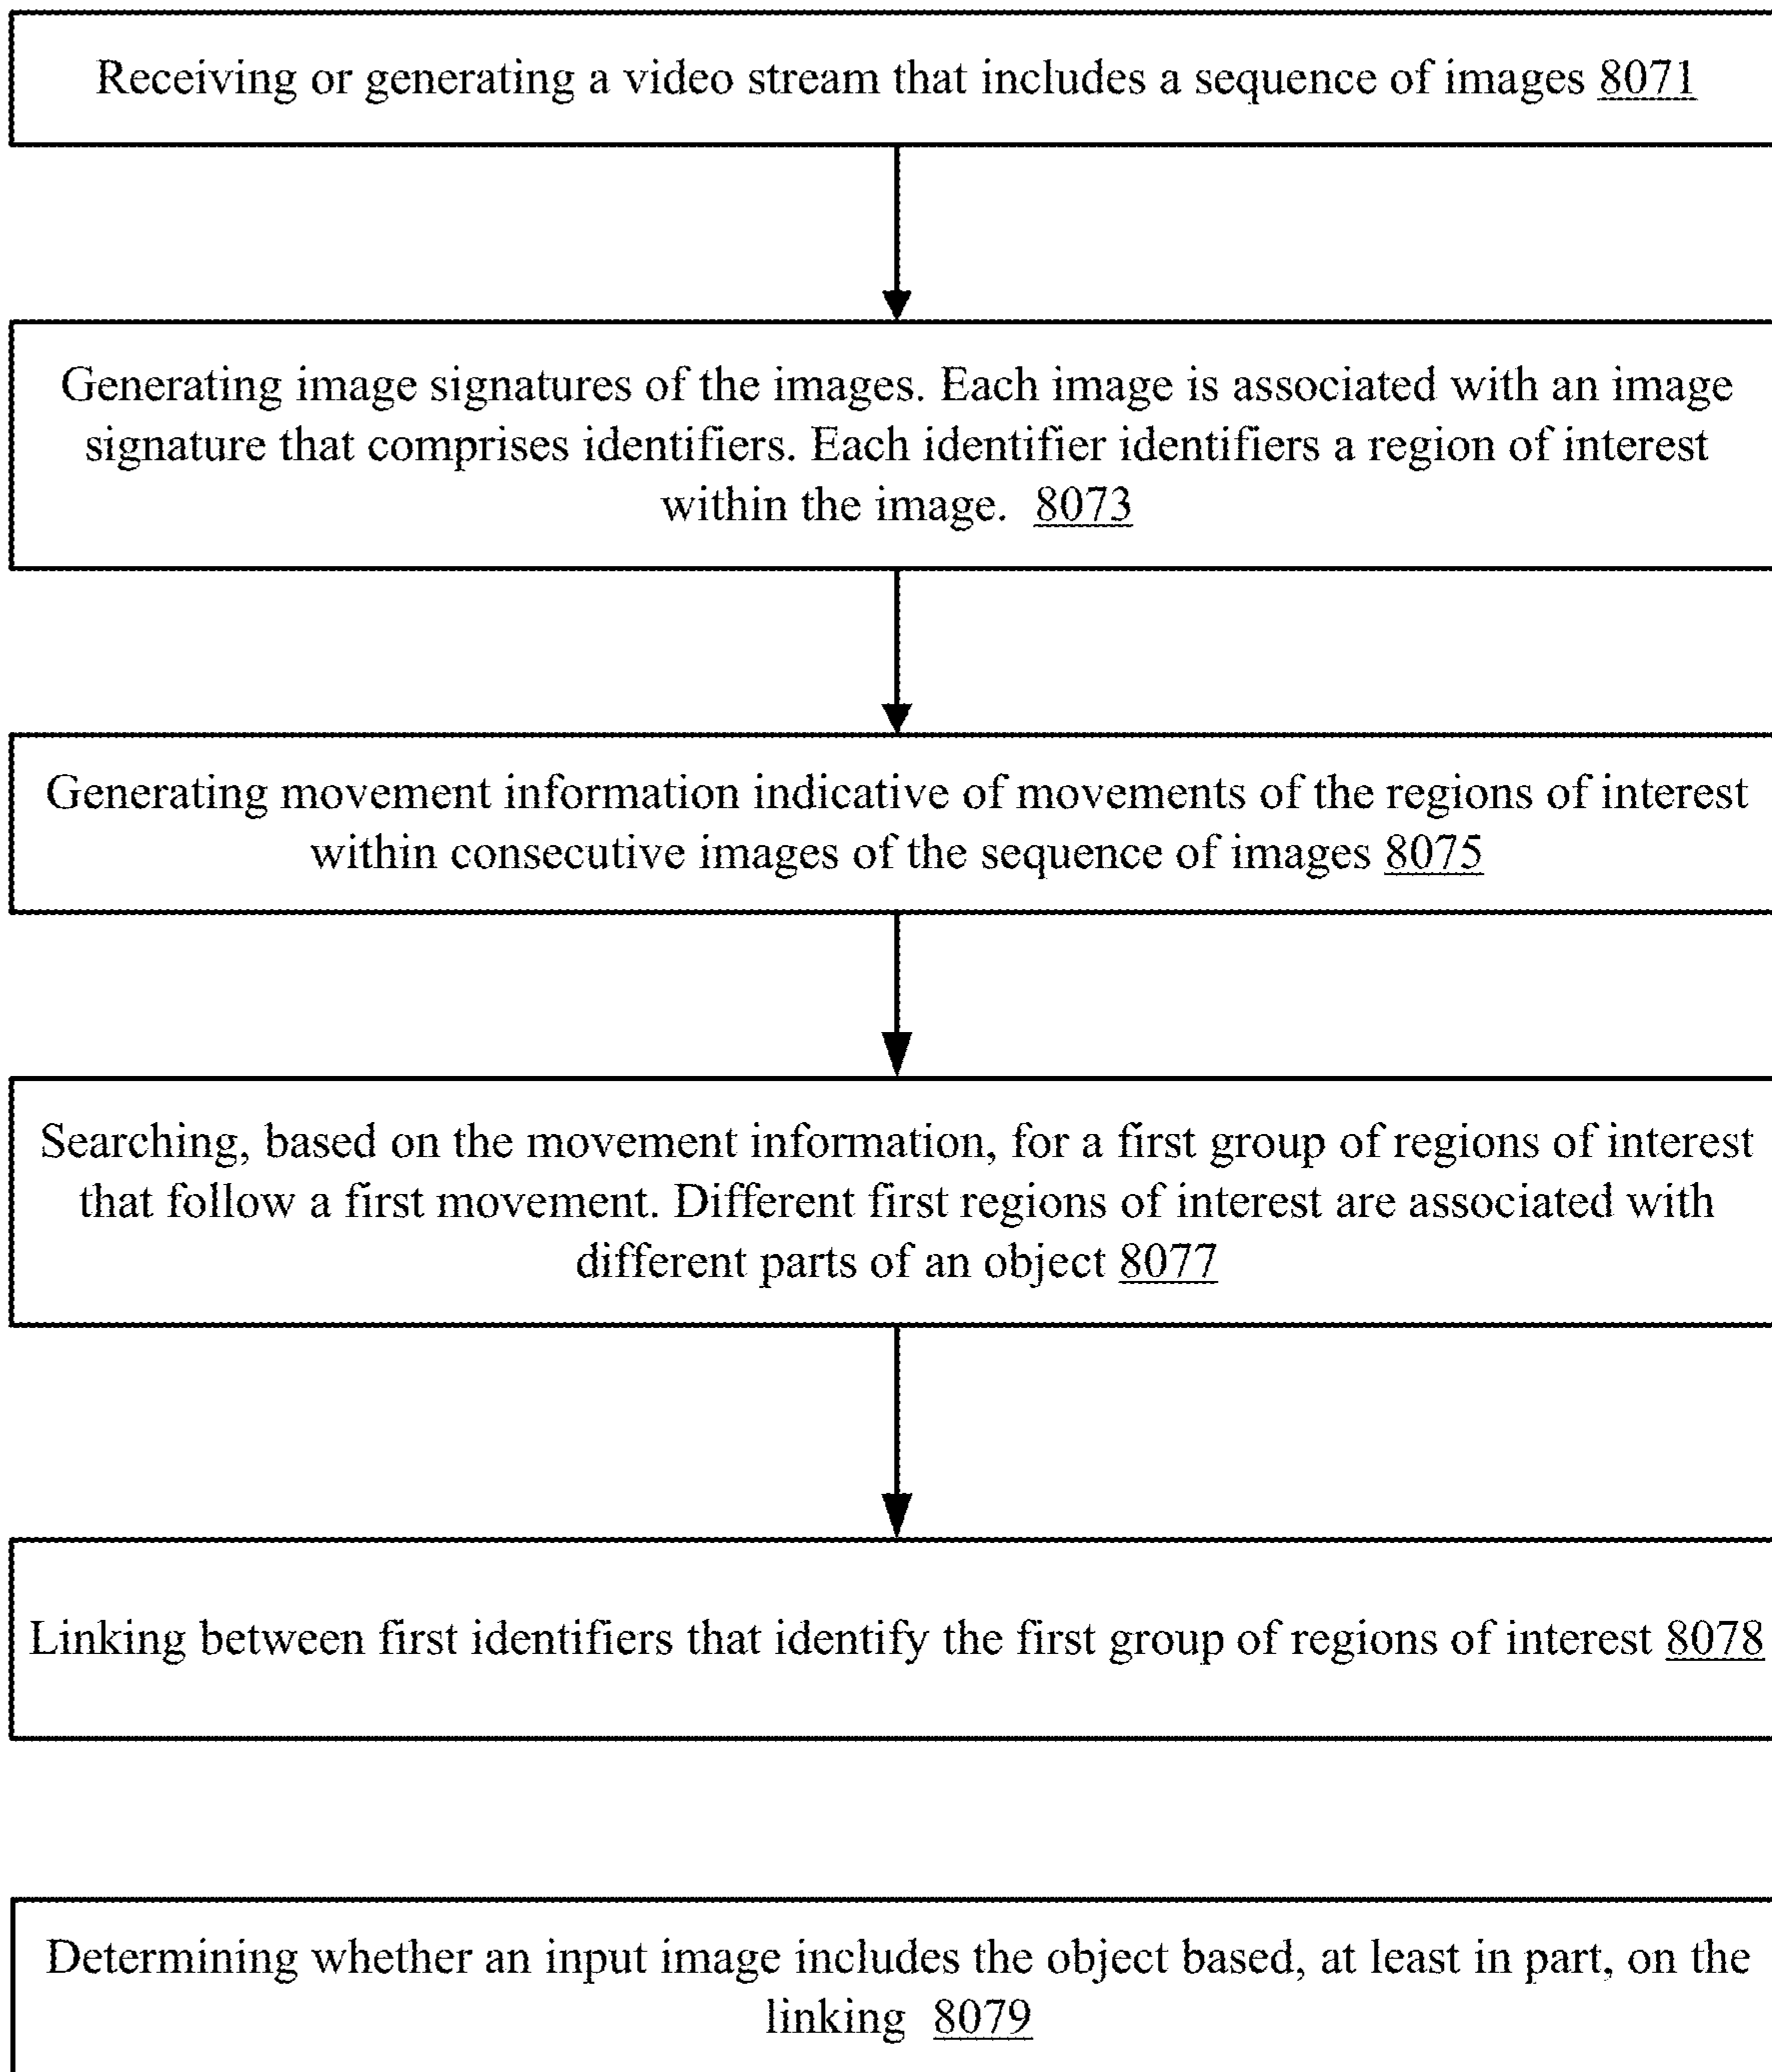 Receiving or generating a video stream that includes a sequence of images 8071
Generating image signatures of the images. Each image is associated with an image
signature that comprises identifiers. Each identifier identifiers a region of interest
within the image. 8073
Generating movement information indicative of movements of the regions of interest
within consecutive images of the sequence of images 8075
Searching, based on the movement information, for a first group of regions of interest
that follow a first movement. Different first regions of interest are associated with
different parts of an object 8077
Linking between first identifiers that identify the first group of regions of interest 8078
Determining whether an input image includes the object based, at least in part, on the
linking 8079